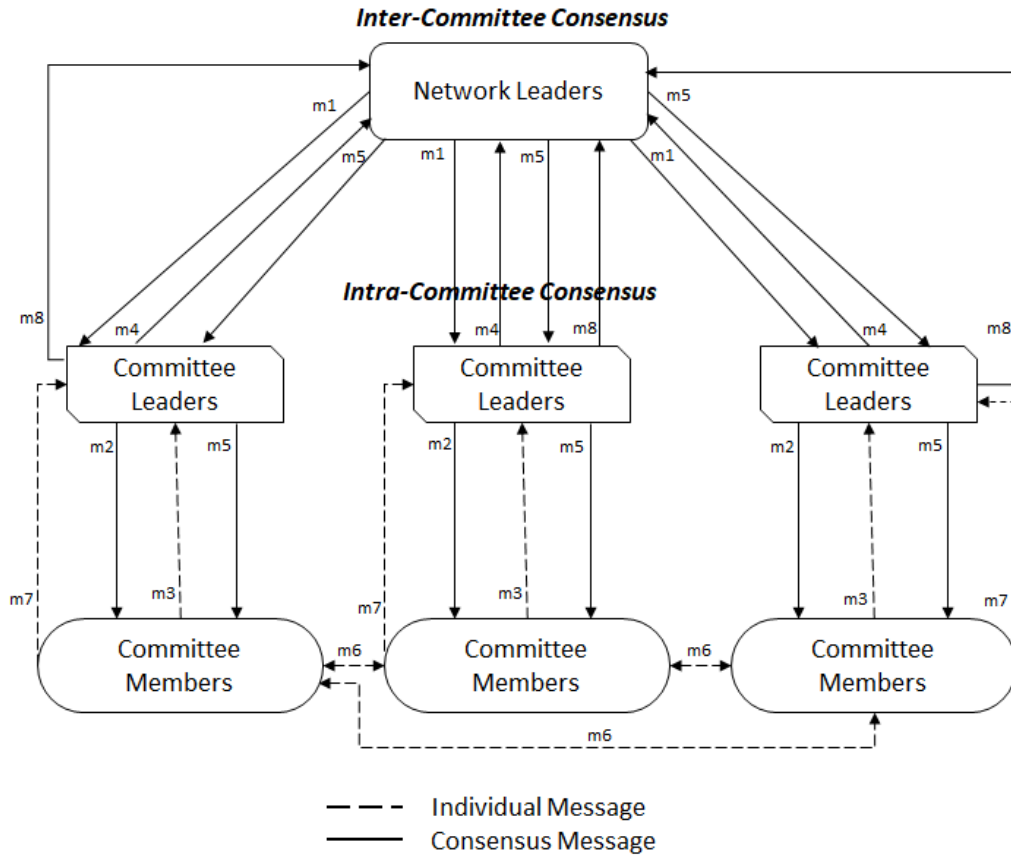 Inter-Committee Consensus
Network Leaders
m1
m5
m1
m5
m5
m1
Intra-Committee Consensus
m8
m4
m4
m8
m4
m8
Committee
Leaders
Committee
Leaders
Committee
Leaders
m2
m5
m2
m5
m2
m5
m7
m3
m7
m3
m3
m7
Committee
Members
m6
Committee
Members
m6
Committee
Members
m6
Individual Message
Consensus Message